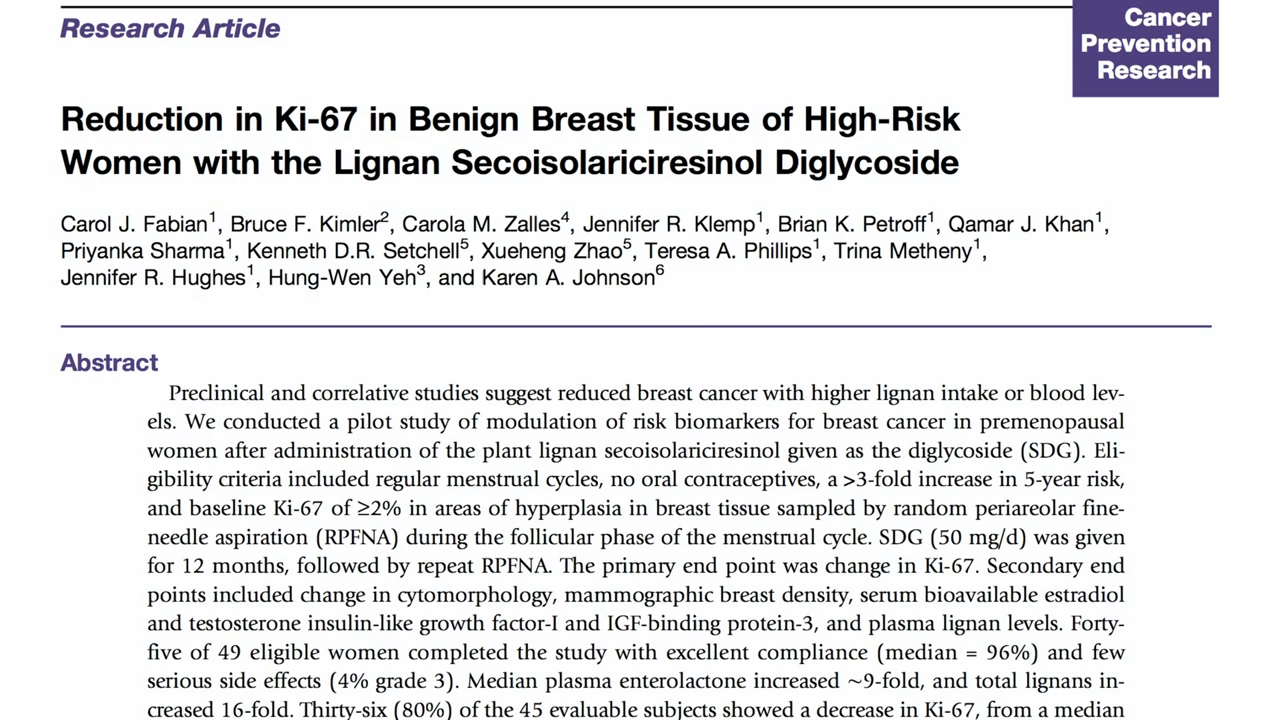 Research Article
Cancer
Prevention
Research
Reduction in Ki-67 in Benign Breast Tissue of High-Risk
Women with the Lignan Secoisolariciresinol Diglycoside
Carol J. Fabian1, Bruce F. Kimler2, Carola M. Zalles4, Jennifer R. Klemp1, Brian K. Petroff1, Qamar J. Khan1,
Priyanka Sharma1, Kenneth D.R. Setchell5, Xueheng Zhao5, Teresa A. Phillips1, Trina Metheny1,
Jennifer R. Hughes1, Hung-Wen Yeh3, and Karen A. Johnson6
Abstract
Preclinical and correlative studies suggest reduced breast cancer with higher lignan intake or blood lev-
els. We conducted a pilot study of modulation of risk biomarkers for breast cancer in premenopausal
women after administration of the plant lignan secoisolariciresinol given as the diglycoside (SDG). Eli-
gibility criteria included regular menstrual cycles, no oral contraceptives, a >3-fold increase in 5-year risk,
and baseline Ki-67 of ≥2% in areas of hyperplasia in breast tissue sampled by random periareolar fine-
needle aspiration (RPFNA) during the follicular phase of the menstrual cycle. SDG (50 mg/d) was given
for 12 months, followed by repeat RPFNA. The primary end point was change in Ki-67. Secondary end
points included change in cytomorphology, mammographic breast density, serum bioavailable estradiol
and testosterone insulin-like growth factor-I and IGF-binding protein-3, and plasma lignan levels. Forty-
five of 49 eligible women completed the study with excellent compliance (median = 96%) and few
serious side effects (4% grade 3). Median plasma enterolactone increased ~9-fold, and total lignans in-
creased 16-fold. Thirty-six (80%) of the 45 evaluable subjects showed a decrease in Ki-67, from a median